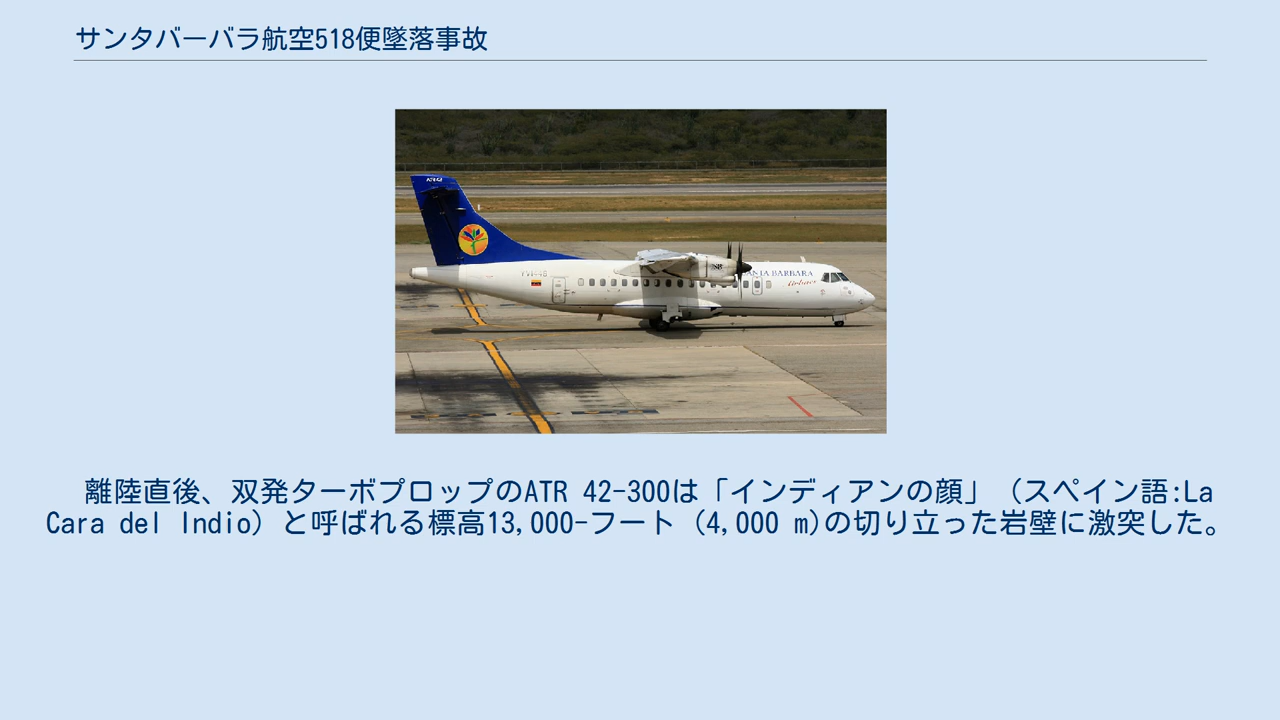 サンタバーバラ航空518便墜落事故
ANTA BARBARA
離陸直後、双発ターボプロップのATR 42-300は「インディアンの顔」（スペイン語:La
Cara del Indio）と呼ばれる標高13,000-フート (4,000 m)の切り立った岩壁に激突した。